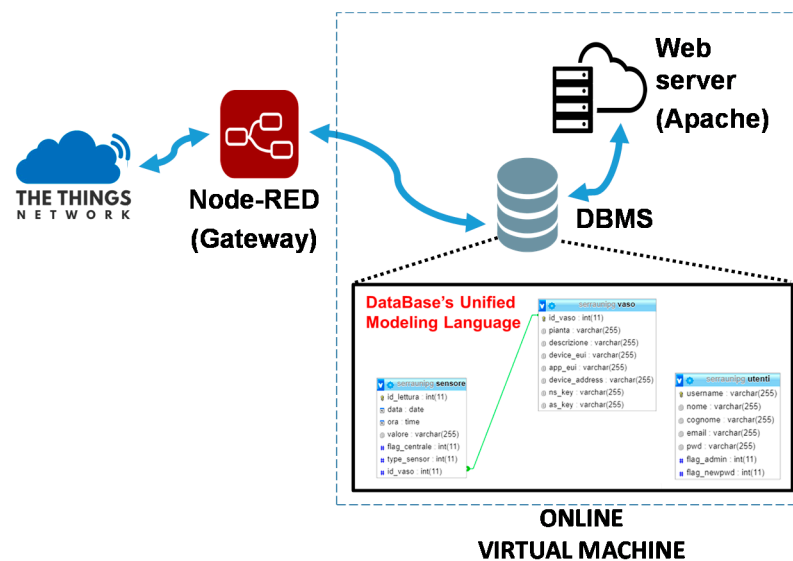 Web
server
(Apache)
THE THINGS
NETWORK
Node-RED
(Gateway)
DBMS
DataBase's Unified
Modeling Language
serraunipg.vaso
id_vaso : int(11)
pianta : varchar(255)
descrizione : varchar(255)
device_eui : varchar(255)
app_eui : varchar(255)
device_address : varchar(255)
ns_key : varchar(255)
as_key : varchar(255)
serraunipg.sensore
id_lettura : int(11)
data : date
ora : time
valore : varchar(255)
flag_centrale : int(11)
type_sensor : int(11)
id_vaso : int(11)
serraunipg.utenti
username : varchar(255)
nome : varchar(255)
cognome : varchar(255)
email : varchar(255)
pwd : varchar(255)
flag_admin : int(11)
flag_newpwd : int(11)
ONLINE
VIRTUAL MACHINE